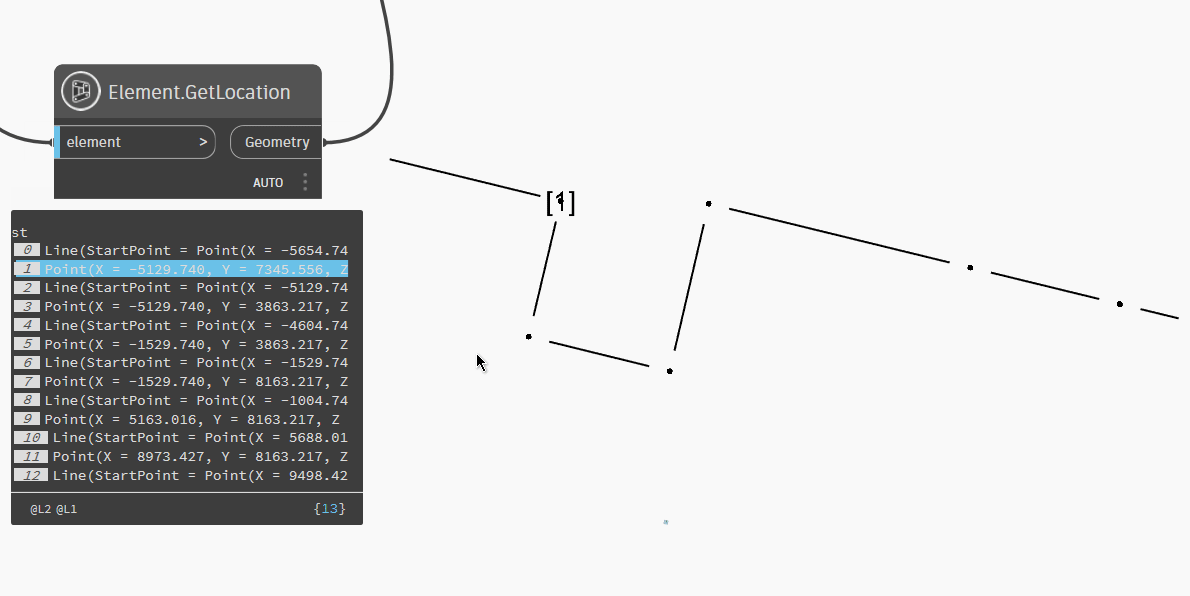 Element.GetLocation
element > Geometry
AUTO
[1]
st
0 Line(StartPoint = Point(X = -5654.74
1 Point(X = -5129.740, Y = 7345.556, Z
2 Line(StartPoint = Point(X = -5129.74
3 Point(X = -5129.740, Y = 3863.217, Z
4 Line(StartPoint = Point(X = -4604.74
5 Point(X = -1529.740, Y = 3863.217, Z
6 Line(StartPoint = Point(X = -1529.74
7 Point(X = -1529.740, Y = 8163.217, Z
8 Line(StartPoint = Point(X = -1004.74
9 Point(X = 5163.016, Y = 8163.217, Z
10 Line(StartPoint = Point(X = 5688.01
11 Point(X = 8973.427, Y = 8163.217, Z
12 Line(StartPoint = Point(X = 9498.42
@L2 @L1 {13}